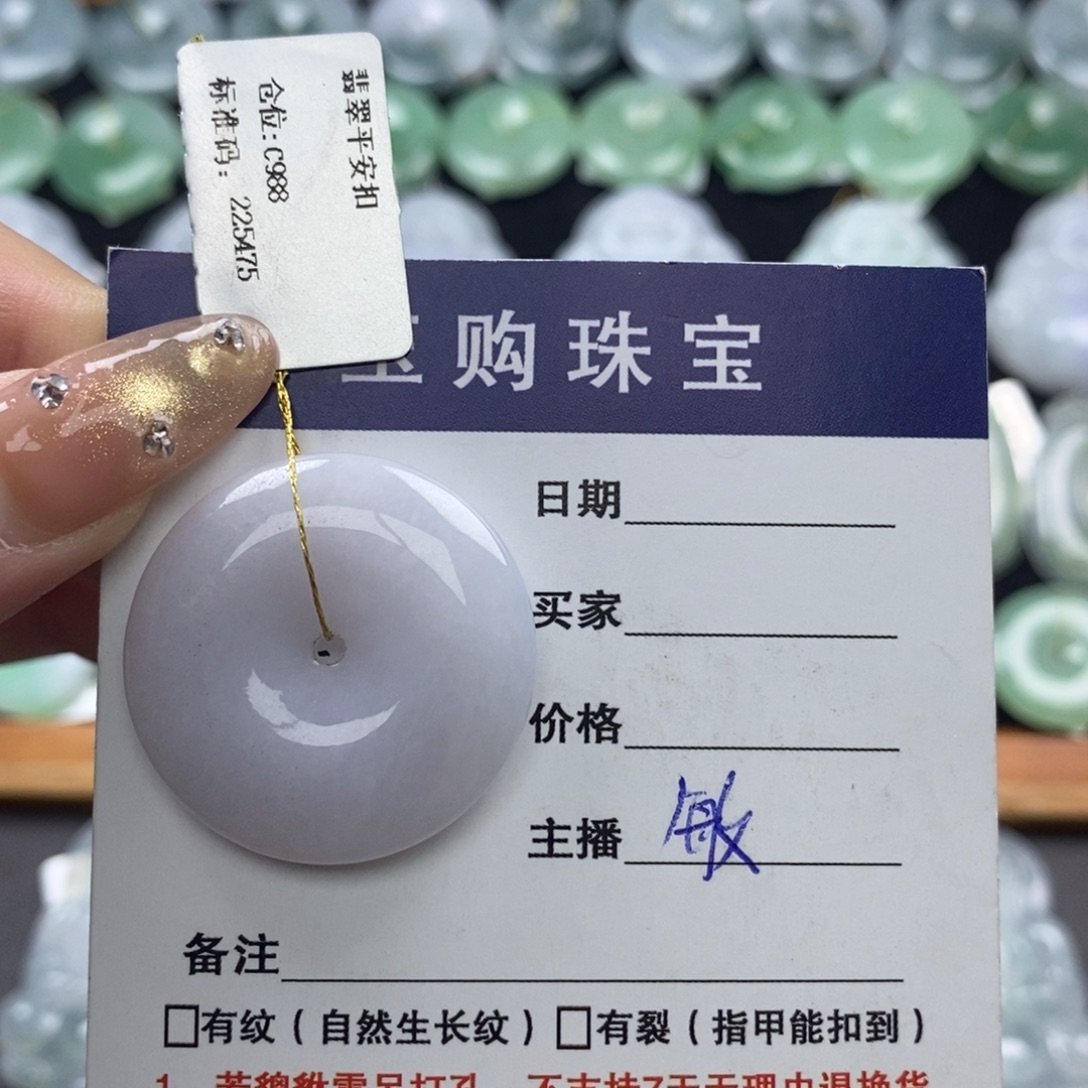 翡翠平安扣
仓位:C988
标准码: 225475
购珠宝
日期
买家
价格
主播 敏
备注
□有纹(自然生长纹) □有裂(指甲能扣到)